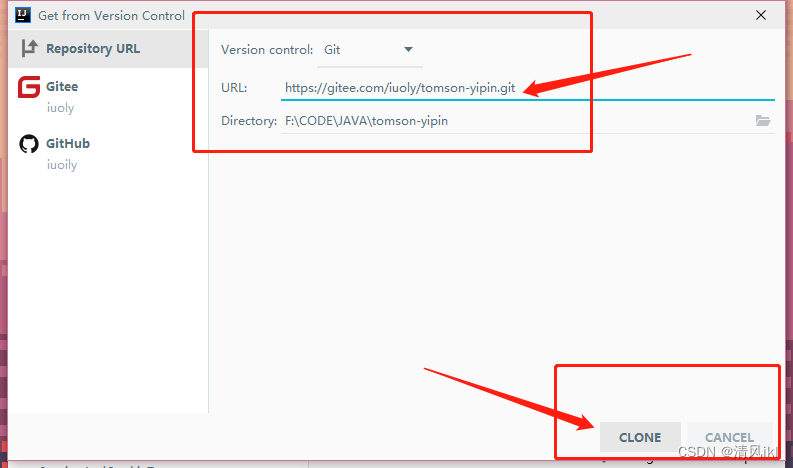 Get from Version Control
Repository URL
Gitee
iuoly
GitHub
iuoily
Version control: Git
URL: https://gitee.com/iuoly/tomson-yipin.git
Directory: F:\CODE\JAVA\tomson-yipin
CLONE CANCEL
CSDN @清风jkl